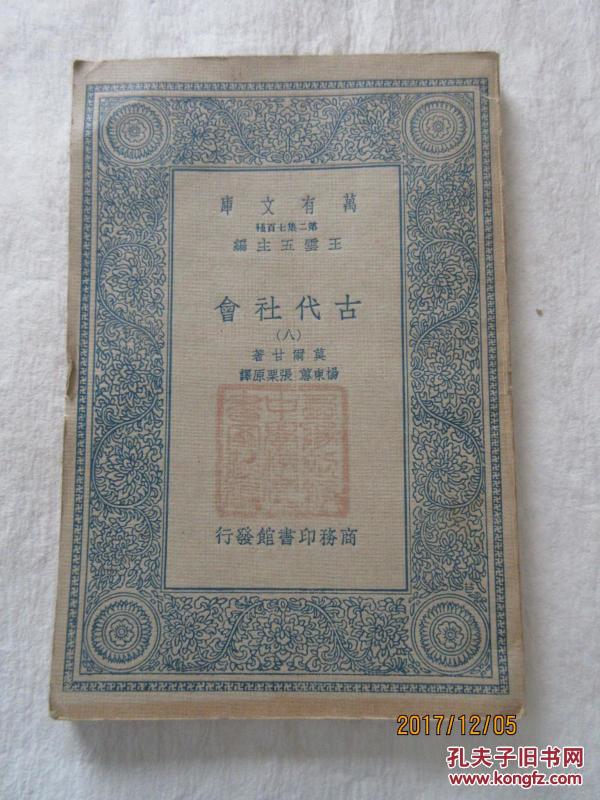 萬有文庫
第二集七百種
王雲五主編
古代社會
（八）
莫爾甘著
楊東蓴 張栗原譯
商務印書館發行
2017/12/05
孔夫子旧书网
www.kongfz.com